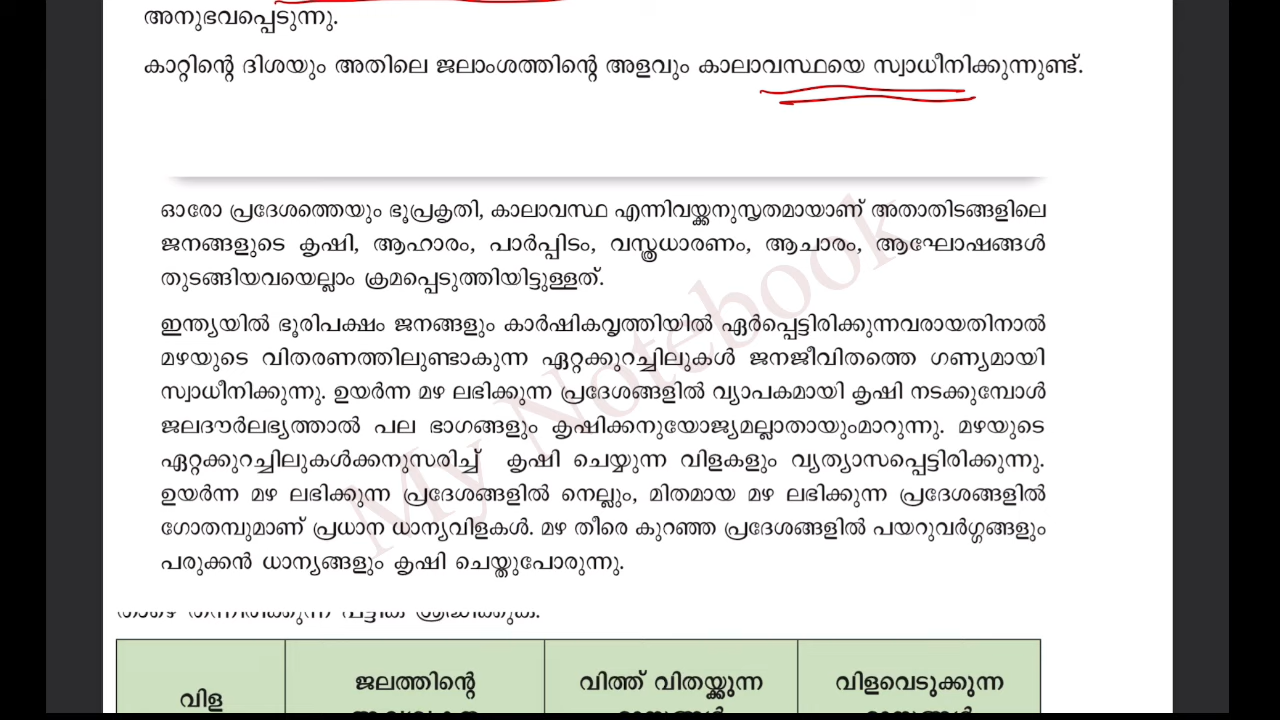 അനുഭവപ്പെടുന്നു.
കാറ്റിന്റെ ദിശയും അതിലെ ജലാംശത്തിന്റെ അളവും കാലാവസ്ഥയെ സ്വാധീനിക്കുന്നുണ്ട്.
ഓരോ പ്രദേശത്തെയും ഭൂപ്രകൃതി, കാലാവസ്ഥ എന്നിവയ്ക്കനുസൃതമായാണ് അതാതിടങ്ങളിലെ
ജനങ്ങളുടെ കൃഷി, ആഹാരം, പാർപ്പിടം, വസ്ത്രധാരണം, ആചാരം, ആഘോഷങ്ങൾ
തുടങ്ങിയവയെല്ലാം ക്രമപ്പെടുത്തിയിട്ടുള്ളത്.
ഇന്ത്യയിൽ ഭൂരിപക്ഷം ജനങ്ങളും കാർഷികവൃത്തിയിൽ ഏർപ്പെട്ടിരിക്കുന്നവരായതിനാൽ
മഴയുടെ വിതരണത്തിലുണ്ടാകുന്ന ഏറ്റക്കുറച്ചിലുകൾ ജനജീവിതത്തെ ഗണ്യമായി
സ്വാധീനിക്കുന്നു. ഉയർന്ന മഴ ലഭിക്കുന്ന പ്രദേശങ്ങളിൽ വ്യാപകമായി കൃഷി നടക്കുമ്പോൾ
ജലദൗർലഭ്യത്താൽ പല ഭാഗങ്ങളും കൃഷിക്കനുയോജ്യമല്ലാതായുംമാറുന്നു. മഴയുടെ
ഏറ്റക്കുറച്ചിലുകൾക്കനുസരിച്ച് കൃഷി ചെയ്യുന്ന വിളകളും വ്യത്യാസപ്പെട്ടിരിക്കുന്നു.
ഉയർന്ന മഴ ലഭിക്കുന്ന പ്രദേശങ്ങളിൽ നെല്ലും, മിതമായ മഴ ലഭിക്കുന്ന പ്രദേശങ്ങളിൽ
ഗോതമ്പുമാണ് പ്രധാന ധാന്യവിളകൾ. മഴ തീരെ കുറഞ്ഞ പ്രദേശങ്ങളിൽ പയറുവർഗ്ഗങ്ങളും
പരുക്കൻ ധാന്യങ്ങളും കൃഷി ചെയ്തുപോരുന്നു.
My Notebook
വിള
ജലത്തിന്റെ
വിത്ത് വിതയ്ക്കുന്ന
വിളവെടുക്കുന്ന